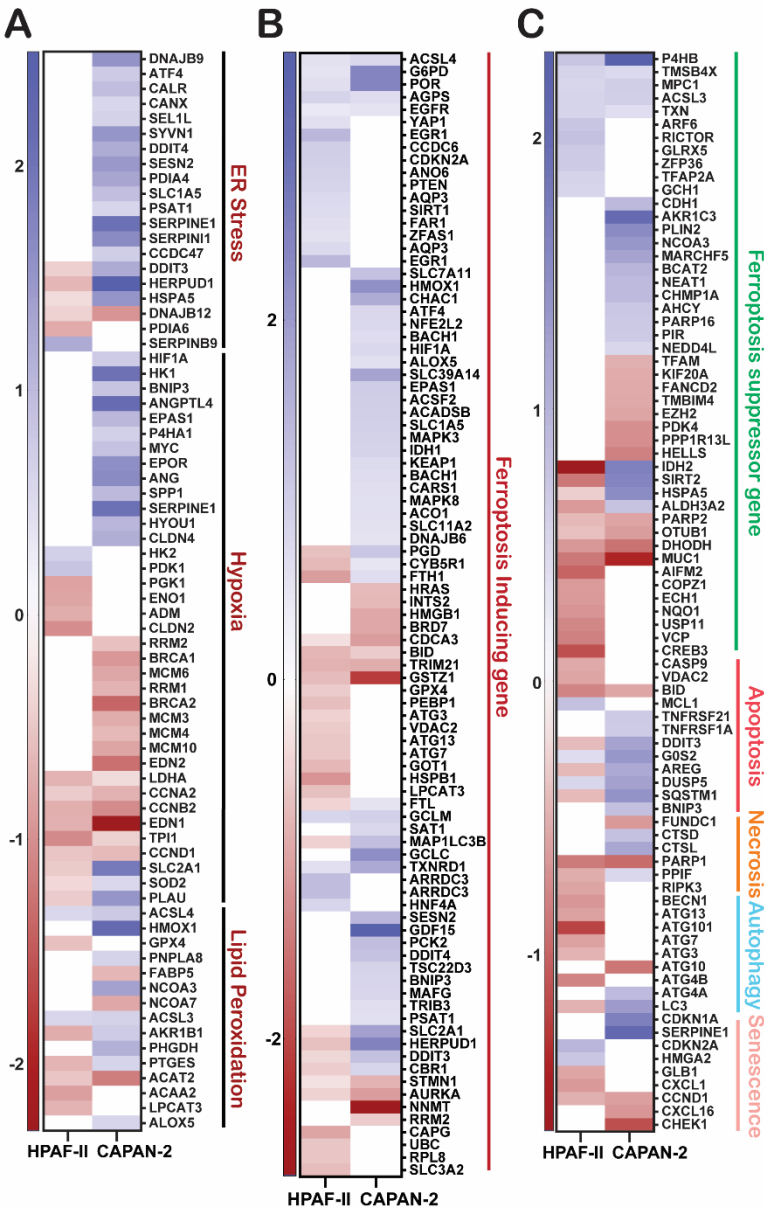 A
2
1
0
-1
-2
DNAJB9
ATF4
CALR
CANX
SEL1L
SYVN1
DDIT4
SESN2
PDIA4
SLC1A5
PSAT1
SERPINE1
SERPINI1
CCDC47
DDIT3
HERPUD1
HSPA5
DNAJB12
PDIA6
SERPINB9
HIF1A
HK1
BNIP3
ANGPTL4
EPAS1
P4HA1
MYC
EPOR
ANG
SPP1
SERPINE1
HYOU1
CLDN4
HK2
PDK1
PGK1
ENO1
ADM
CLDN2
RRM2
BRCA1
MCM6
RRM1
BRCA2
MCM3
MCM4
MCM10
EDN2
LDHA
CCNA2
CCNB2
EDN1
TPI1
CCND1
SLC2A1
SOD2
PLAU
ACSL4
HMOX1
GPX4
PNPLA8
FABP5
NCOA3
NCOA7
ACSL3
AKR1B1
PHGDH
PTGES
ACAT2
ACAA2
LPCAT3
ALOX5
ER Stress
Hypoxia
Lipid Peroxidation
HPAF-II CAPAN-2
B
2
0
-2
ACSL4
G6PD
POR
AGPS
EGFR
YAP1
EGR1
CCDC6
CDKN2A
ANO6
PTEN
AQP3
SIRT1
FAR1
ZFAS1
AQP3
EGR1
SLC7A11
HMOX1
CHAC1
ATF4
NFE2L2
BACH1
HIF1A
ALOX5
SLC39A14
EPAS1
ACSF2
ACADSB
SLC1A5
MAPK3
IDH1
KEAP1
BACH1
CARS1
MAPK8
ACO1
SLC11A2
DNAJB6
PGD
CYB5R1
FTH1
HRAS
INTS2
HMGB1
BRD7
CDCA3
BID
TRIM21
GSTZ1
GPX4
PEBP1
ATG3
VDAC2
ATG13
ATG7
GOT1
HSPB1
LPCAT3
FTL
GCLM
SAT1
MAP1LC3B
GCLC
TXNRD1
ARRDC3
ARRDC3
HNF4A
SESN2
GDF15
PCK2
DDIT4
TSC22D3
BNIP3
MAFG
TRIB3
PSAT1
SLC2A1
HERPUD1
DDIT3
CBR1
STMN1
AURKA
NNMT
RRM2
CAPG
UBC
RPL8
SLC3A2
Ferroptosis Inducing gene
HPAF-II CAPAN-2
C
2
1
0
-1
P4HB
TMSB4X
MPC1
ACSL3
TXN
ARF6
RICTOR
GLRX5
ZFP36
TFAP2A
GCH1
CDH1
AKR1C3
PLIN2
NCOA3
MARCHF5
BCAT2
NEAT1
CHMP1A
AHCY
PARP16
PIR
NEDD4L
TFAM
KIF20A
FANCD2
TMBIM4
EZH2
PDK4
PPP1R13L
HELLS
IDH2
SIRT2
HSPA5
ALDH3A2
PARP2
OTUB1
DHODH
MUC1
AIFM2
COPZ1
ECH1
NQO1
USP11
VCP
CREB3
CASP9
VDAC2
BID
MCL1
TNFRSF21
TNFRSF1A
DDIT3
G0S2
AREG
DUSP5
SQSTM1
BNIP3
FUNDC1
CTSD
CTSL
PARP1
PPIF
RIPK3
BECN1
ATG13
ATG101
ATG7
ATG3
ATG10
ATG4B
ATG4A
LC3
CDKN1A
SERPINE1
CDKN2A
HMGA2
GLB1
CXCL1
CCND1
CXCL16
CHEK1
Ferroptosis suppressor gene
Apoptosis
Necrosis
Autophagy
Senescence
HPAF-II CAPAN-2